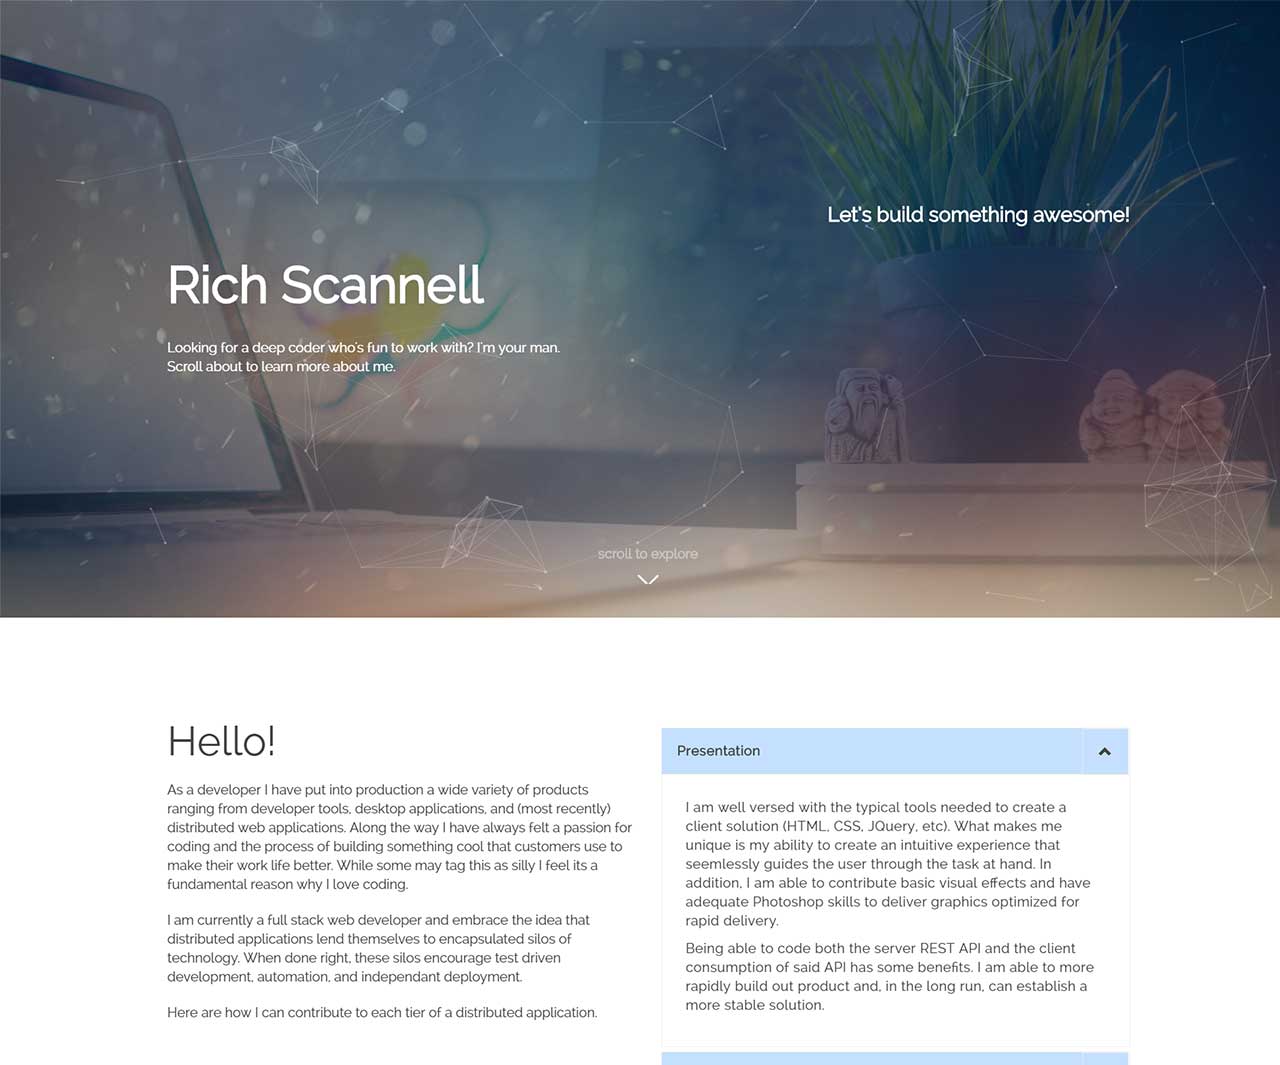 Let's build something awesome!
Rich Scannell
Looking for a deep coder who's fun to work with? I'm your man.
Scroll about to learn more about me.
scroll to explore
Hello!
As a developer I have put into production a wide variety of products
ranging from developer tools, desktop applications, and (most recently)
distributed web applications. Along the way I have always felt a passion for
coding and the process of building something cool that customers use to
make their work life better. While some may tag this as silly I feel its a
fundamental reason why I love coding.
I am currently a full stack web developer and embrace the idea that
distributed applications lend themselves to encapsulated silos of
technology. When done right, these silos encourage test driven
development, automation, and independant deployment.
Here are how I can contribute to each tier of a distributed application.
Presentation
I am well versed with the typical tools needed to create a
client solution (HTML, CSS, JQuery, etc). What makes me
unique is my ability to create an intuitive experience that
seemlessly guides the user through the task at hand. In
addition, I am able to contribute basic visual effects and have
adequate Photoshop skills to deliver graphics optimized for
rapid delivery.
Being able to code both the server REST API and the client
consumption of said API has some benefits. I am able to more
rapidly build out product and, in the long run, can establish a
more stable solution.